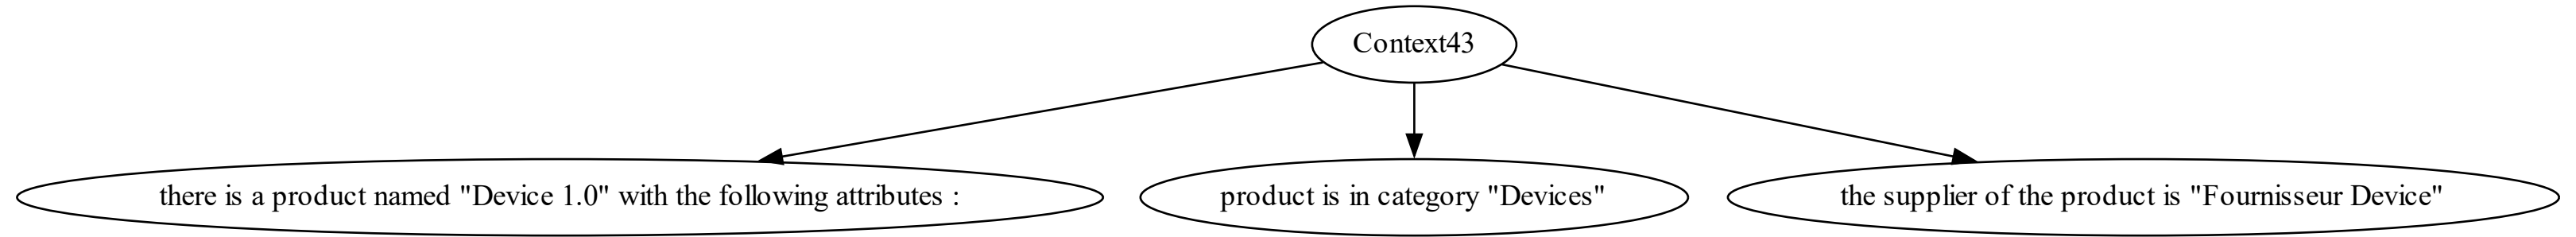 Context43
there is a product named "Device 1.0" with the following attributes :
product is in category "Devices"
the supplier of the product is "Fournisseur Device"